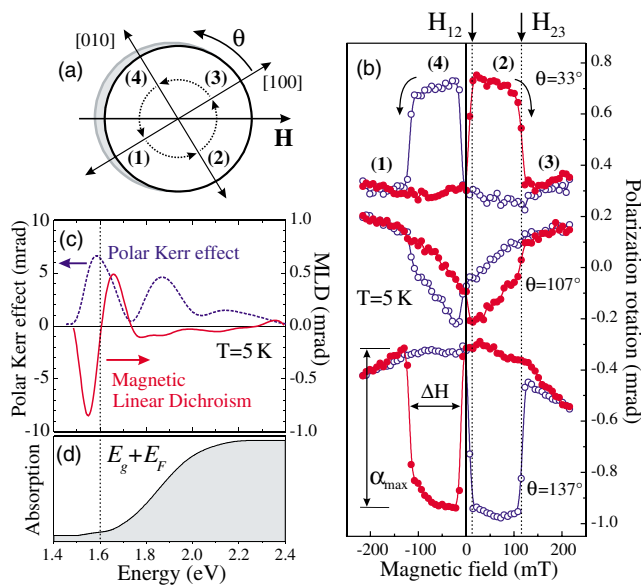 (a)
[010]
θ
[100]
(4)
(3)
H
(1)
(2)
H12
H23
(b)
(4)
(2)
θ=33°
(1)
(3)
T=5 K
θ=107°
ΔH
αmax
θ=137°
0.8
0.6
0.4
0.2
0.0
-0.2
-0.4
-0.6
-0.8
-1.0
Polarization rotation (mrad)
-200
-100
0
100
200
Magnetic field (mT)
(c)
Polar Kerr effect
T=5 K
Magnetic
Linear Dichroism
10
5
0
-5
-10
Polar Kerr effect (mrad)
1.0
0.5
0.0
-0.5
-1.0
MLD (mrad)
(d)
Eg+EF
Absorption
1.4
1.6
1.8
2.0
2.2
2.4
Energy (eV)